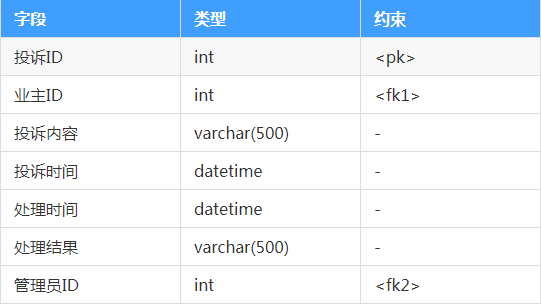 字段 类型 约束
投诉ID int <pk>
业主ID int <fk1>
投诉内容 varchar(500) -
投诉时间 datetime -
处理时间 datetime -
处理结果 varchar(500) -
管理员ID int <fk2>